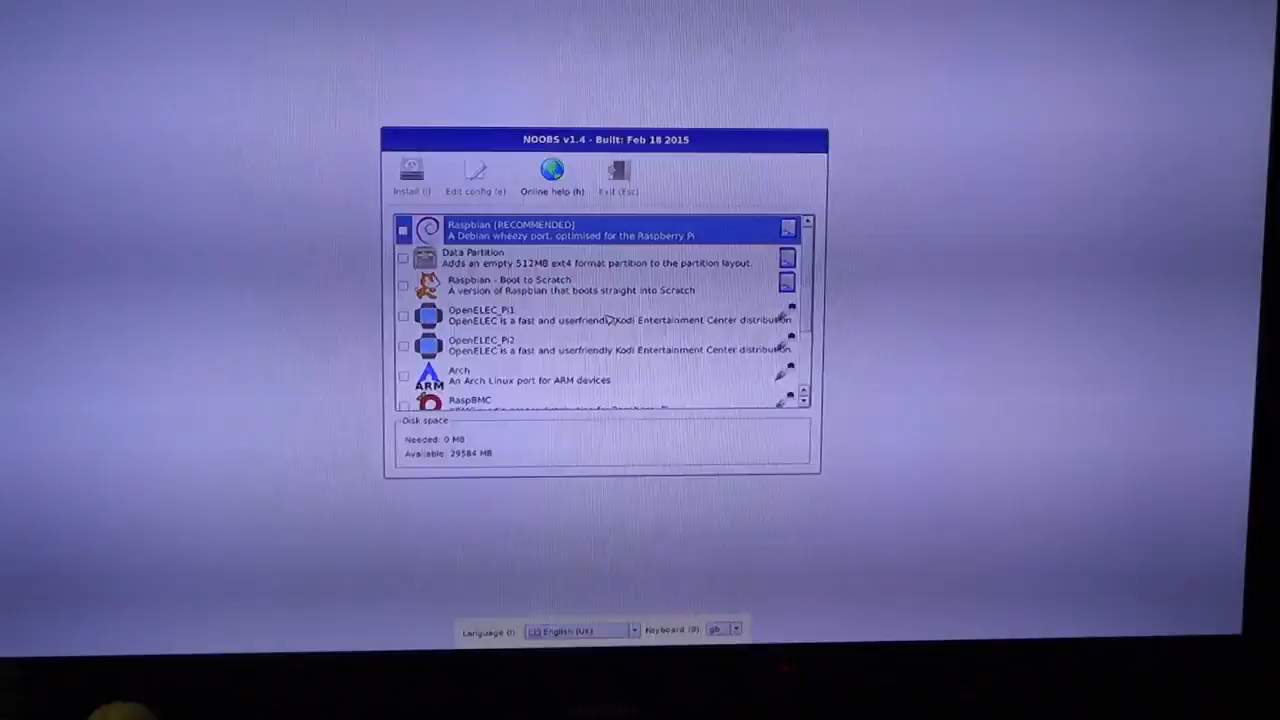 NOOBS v1.4 - Built: Feb 18 2015
Install (i) Edit config (e) Online help (h) Exit (Esc)
Raspbian [RECOMMENDED]
A Debian wheezy port, optimised for the Raspberry Pi
Data Partition
Adds an empty 512MB ext4 format partition to the partition layout.
Raspbian - Boot to Scratch
A version of Raspbian that boots straight into Scratch
OpenELEC_Pi1
OpenELEC is a fast and userfriendly Kodi Entertainment Center distribution
OpenELEC_Pi2
OpenELEC is a fast and userfriendly Kodi Entertainment Center distribution
Arch
An Arch Linux port for ARM devices
ARM
RaspBMC
Disk space
Needed: 0 MB
Available: 29584 MB
Language (l): English (UK) Keyboard (9): gb